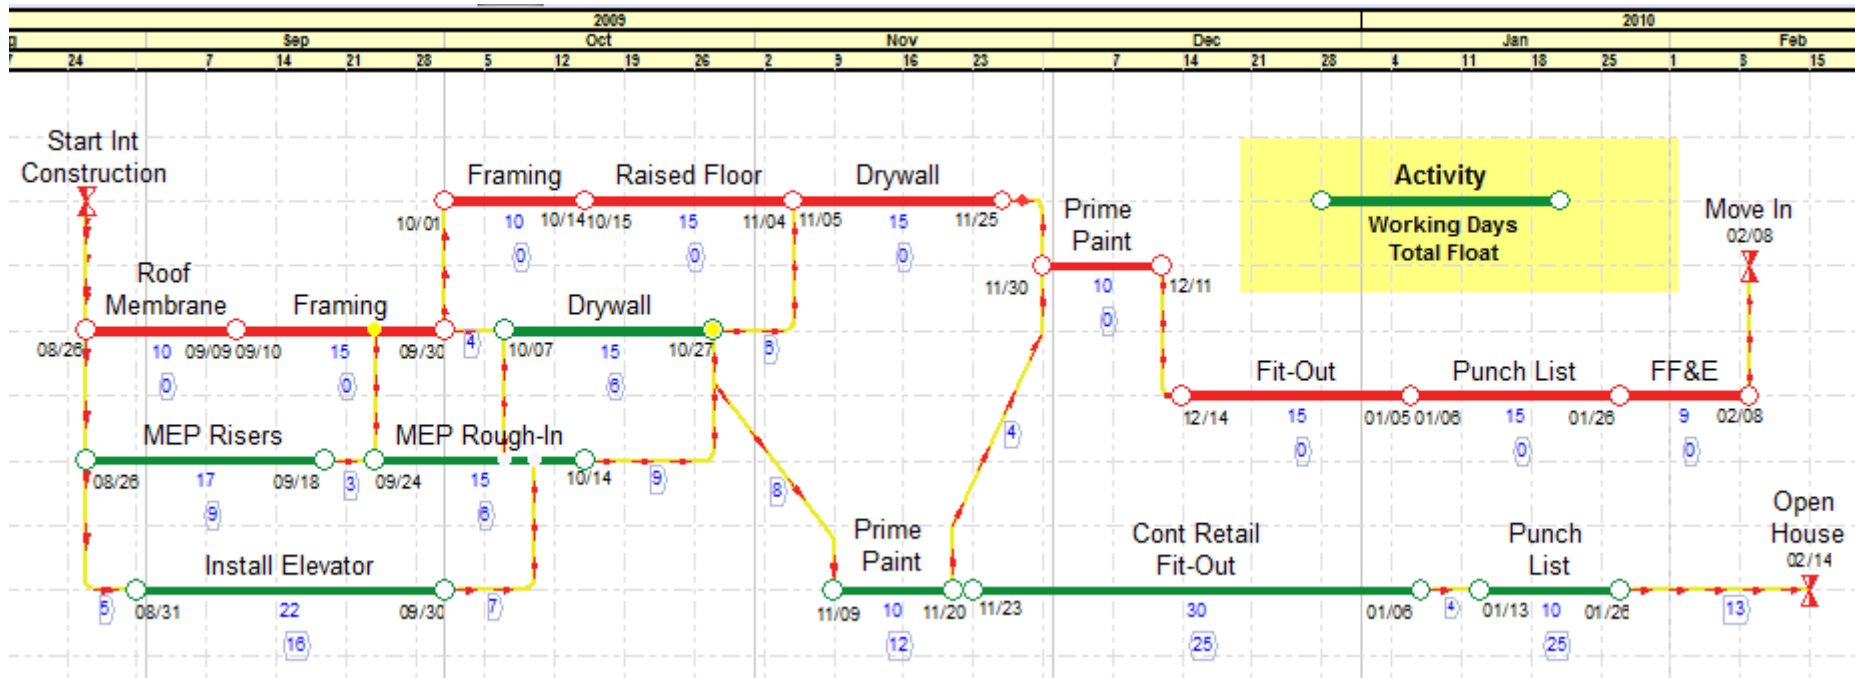 2009 2010
Sep Oct Nov Dec Jan Feb
24 7 14 21 28 5 12 19 26 2 9 16 23 7 14 21 28 4 11 18 25 1 8 15
Start Int
Construction
Framing Raised Floor Drywall
10/01 10 10/14 10/15 15 11/04 11/05 15 11/25
0 0 0
Prime
Paint
11/30 10 12/11
0
Activity
Working Days
Total Float
Move In
02/08
Roof
Membrane Framing Drywall
08/26 10 09/09 09/10 15 09/30 4 10/07 15 10/27 6
0 0 6
Fit-Out Punch List FF&E
12/14 15 01/05 01/06 15 01/26 9 02/08
0 0 0
MEP Risers MEP Rough-In
08/26 17 09/18 3 09/24 15 10/14 9
9 6
8
4
Install Elevator
5 08/31 22 09/30 7
16
Prime
Paint
11/09 10 11/20
12
Cont Retail
Fit-Out
11/23 30 01/06 4
25
Punch
List
01/13 10 01/26 13
25
Open
House
02/14